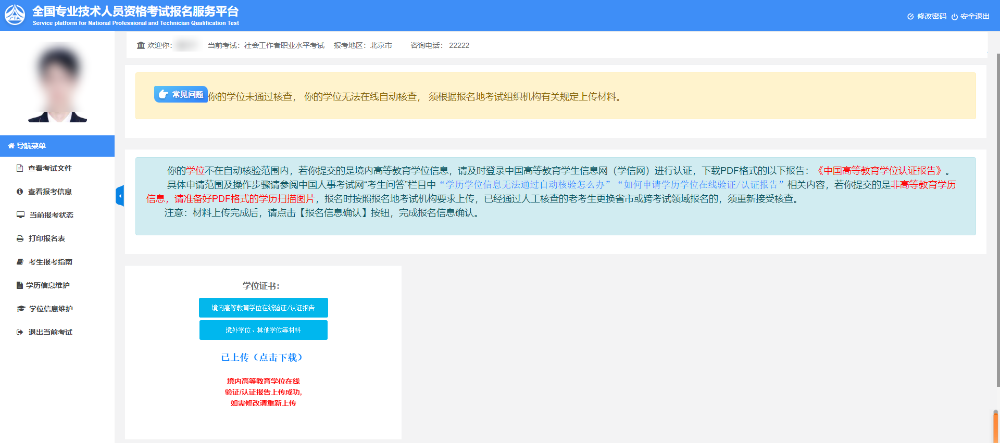 全国专业技术人员资格考试报名服务平台
Service platform for National Professional and Technician Qualification Test
修改密码 安全退出
PTA
欢迎你： 当前考试：社会工作者职业水平考试 报考地区：北京市 咨询电话： 22222
常见问题 你的学位未通过核查， 你的学位无法在线自动核查， 须根据报名地考试组织机构有关规定上传材料。
导航菜单
查看考试文件
查看报考信息
当前报考状态
打印报名表
考生报考指南
学历信息维护
学位信息维护
退出当前考试
你的学位不在自动核验范围内，若你提交的是境内高等教育学位信息，请及时登录中国高等教育学生信息网（学信网）进行认证，下载PDF格式的以下报告：《中国高等教育学位认证报告》。
具体申请范围及操作步骤请参阅中国人事考试网“考生问答”栏目中“学历学位信息无法通过自动核验怎么办”“如何申请学历学位在线验证/认证报告”相关内容，若你提交的是非高等教育学历
信息，请准备好PDF格式的学历扫描图片，报名时按照报名地考试机构要求上传，已经通过人工核查的老考生更换省市或跨考试领域报名的，须重新接受核查。
注意：材料上传完成后，请点击【报名信息确认】按钮，完成报名信息确认。
学位证书：
境内高等教育学位在线验证/认证报告
境外学位、其他学位等材料
已上传（点击下载）
境内高等教育学位在线
验证/认证报告上传成功，
如需修改请重新上传